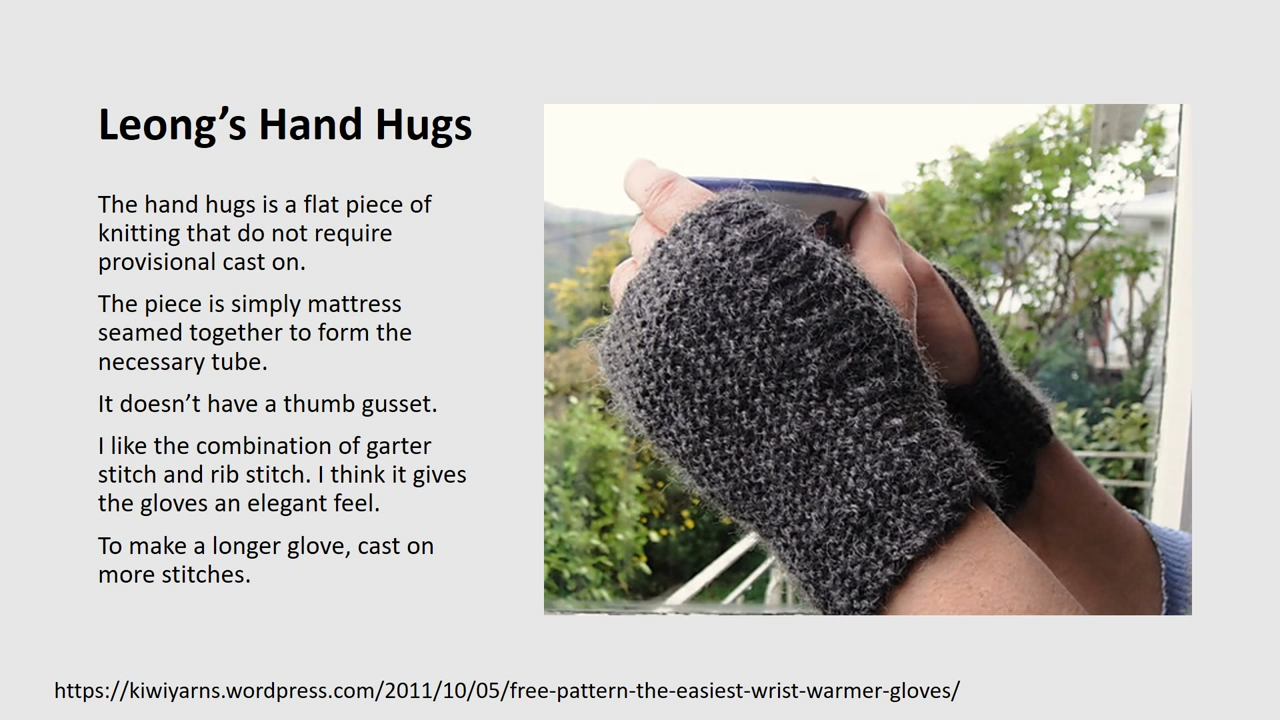 Leong’s Hand Hugs
The hand hugs is a flat piece of
knitting that do not require
provisional cast on.
The piece is simply mattress
seamed together to form the
necessary tube.
It doesn’t have a thumb gusset.
I like the combination of garter
stitch and rib stitch. I think it gives
the gloves an elegant feel.
To make a longer glove, cast on
more stitches.
https://kiwiyarns.wordpress.com/2011/10/05/free-pattern-the-easiest-wrist-warmer-gloves/